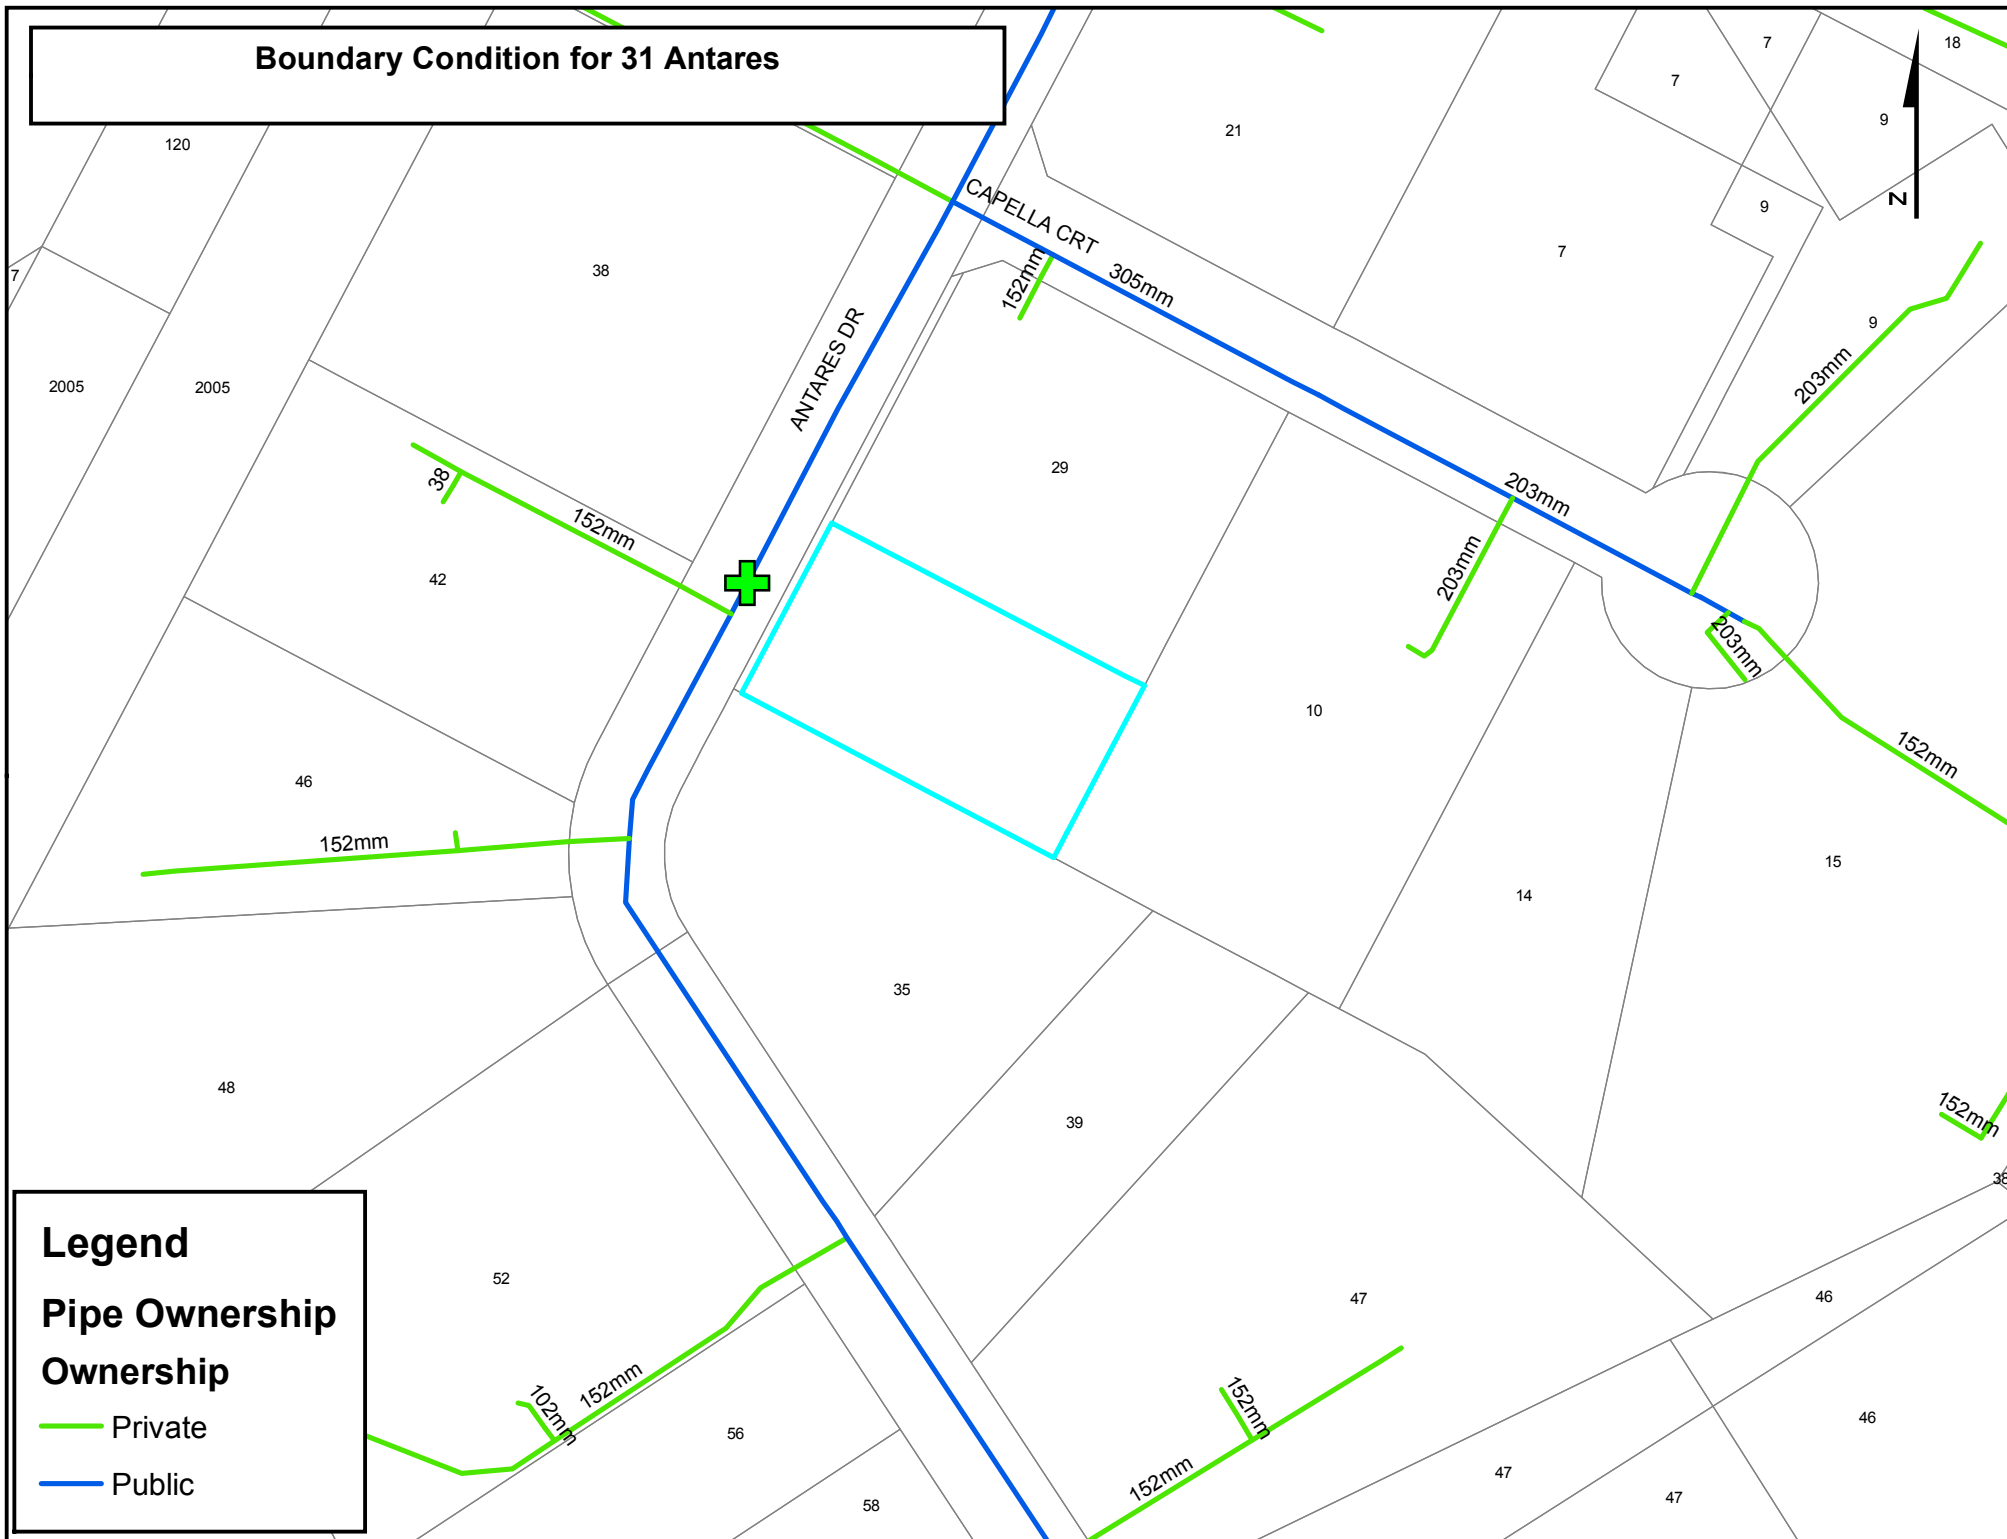 Boundary Condition for 31 Antares
7
18
7
9
120
21
9
N
CAPELLA CRT
7
38
7
152mm
305mm
9
ANTARES DR
203mm
2005
2005
29
38
203mm
152mm
203mm
42
203mm
10
152mm
46
152mm
15
14
35
48
39
152mm
38
Legend
Pipe Ownership
Ownership
Private
Public
52
47
46
152mm
102mm
152mm
56
46
152mm
47
47
58